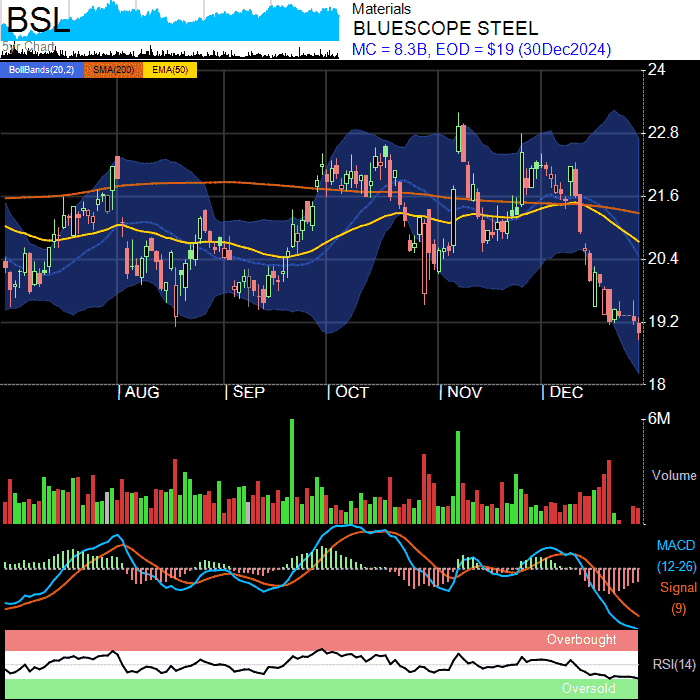 BSL
5yr Chart
Materials
BLUESCOPE STEEL
MC = 8.3B, EOD = $19 (30Dec2024)
BollBands(20,2) SMA(200) EMA(50)
24
22.8
21.6
20.4
19.2
18
AUG SEP OCT NOV DEC
6M
Volume
MACD
(12-26)
Signal
(9)
Overbought
RSI(14)
Oversold